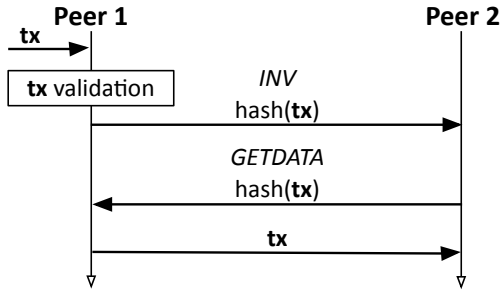 Peer 1
Peer 2
tx
tx validation
INV
hash(tx)
GETDATA
hash(tx)
tx